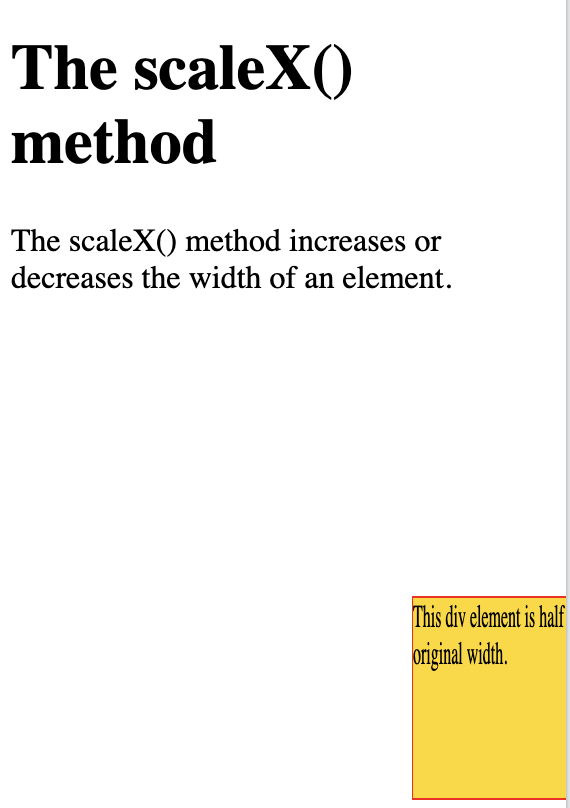 The scaleX()
method
The scaleX() method increases or
decreases the width of an element.
This div element is half
original width.